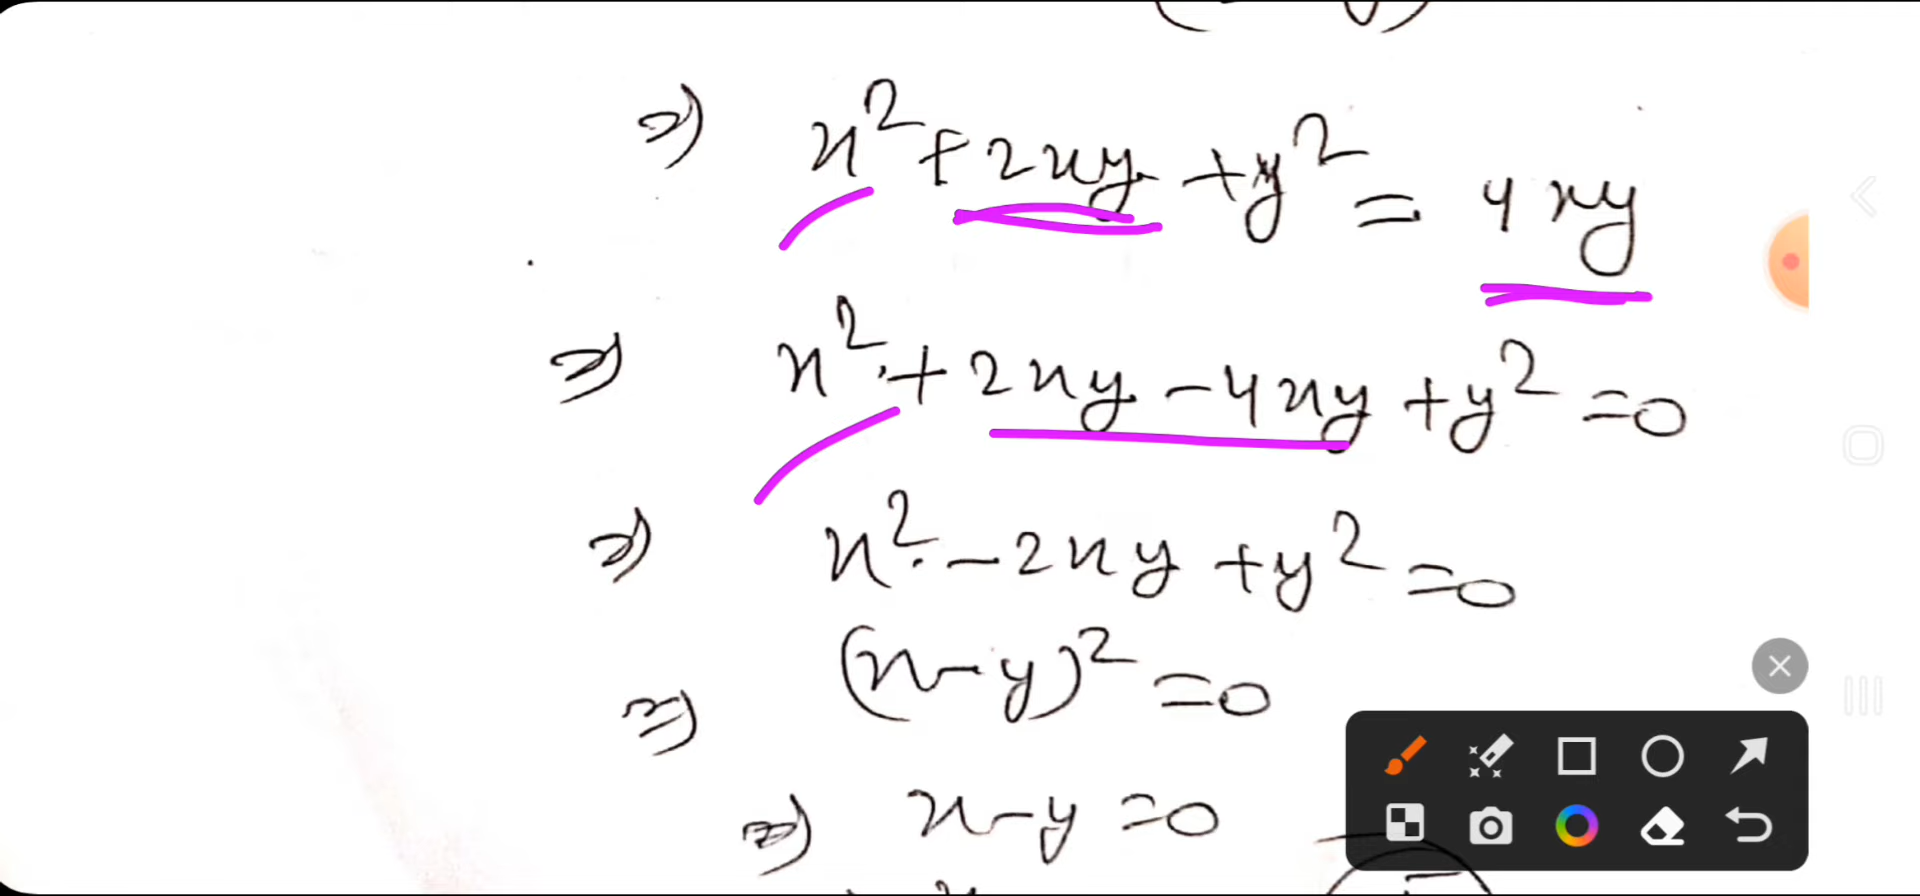 ⇒) x² + 2xy + y² = 4xy
⇒) x² + 2xy - 4xy + y² = 0
⇒) x² - 2xy + y² = 0
⇒) (x - y)² = 0
⇒) x - y = 0